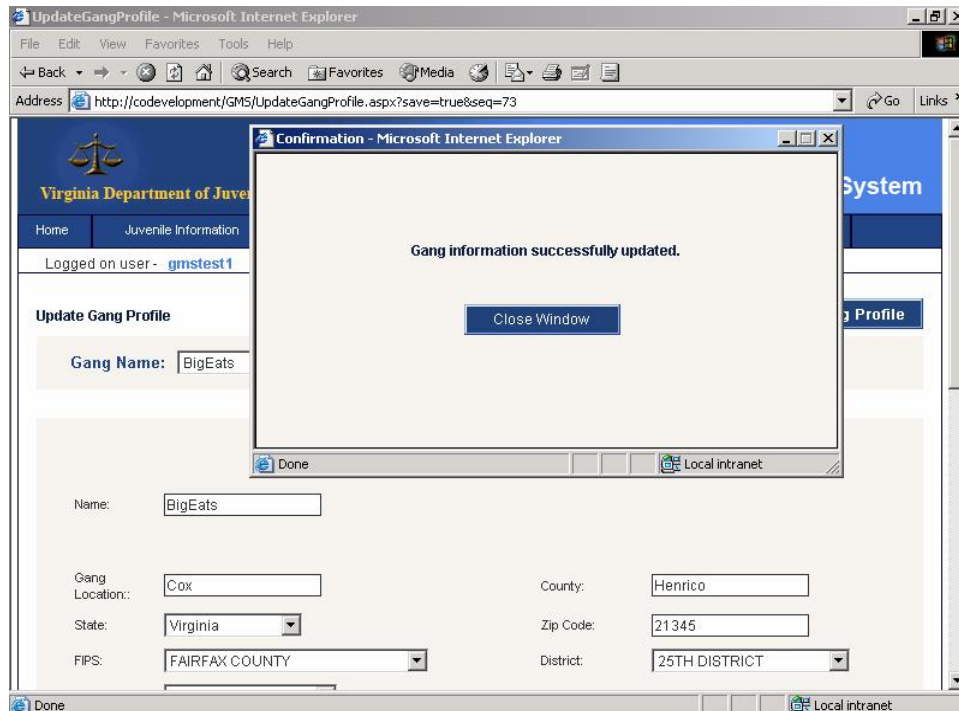 UpdateGangProfile - Microsoft Internet Explorer
File Edit View Favorites Tools Help
Back Search Favorites Media
Address http://codevelopment/GMS/UpdateGangProfile.aspx?save=true&seq=73 Go Links
Confirmation - Microsoft Internet Explorer
Gang information successfully updated.
Close Window
Done Local intranet
Virginia Department of Juve
System
Home Juvenile Information
Logged on user - gmstest1
Update Gang Profile
Profile
Gang Name: BigEats
Name: BigEats
Gang Location:: Cox County: Henrico
State: Virginia Zip Code: 21345
FIPS: FAIRFAX COUNTY District: 25TH DISTRICT
Done Local intranet